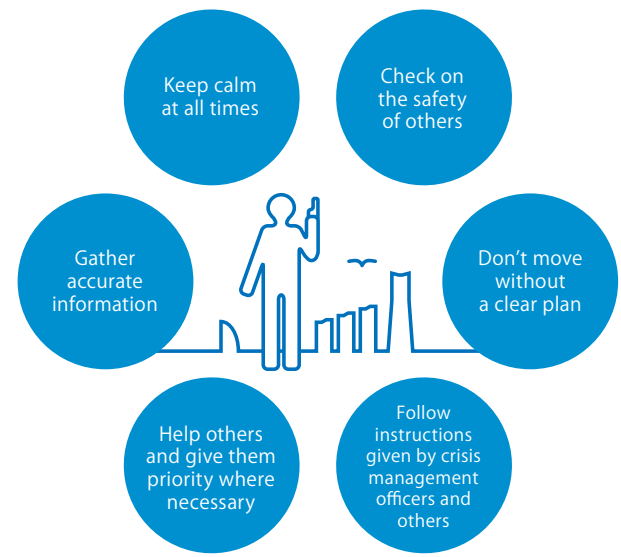 Keep calm
at all times
Check on
the safety
of others
Gather
accurate
information
Don’t move
without
a clear plan
Help others
and give them
priority where
necessary
Follow
instructions
given by crisis
management
officers and
others